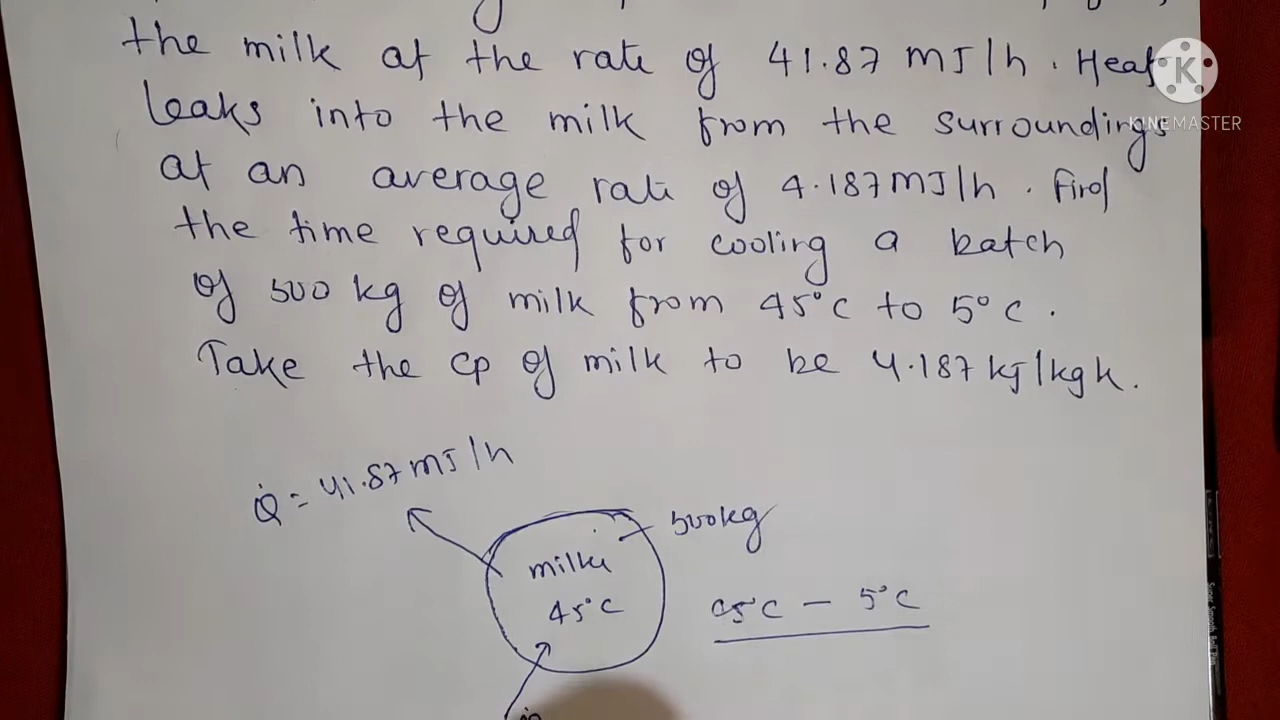 the milk at the rate of 41.87 MJ/h. Heat
leaks into the milk from the surroundings
at an average rate of 4.187 MJ/h. Find
the time required for cooling a batch
of 500 kg of milk from 45°C to 5°C.
Take the cp of milk to be 4.187 kJ/kg k.
Q̇ = 41.87 MJ/h
500kg
milk
45°C
45°C - 5°C
KINEMASTER
K